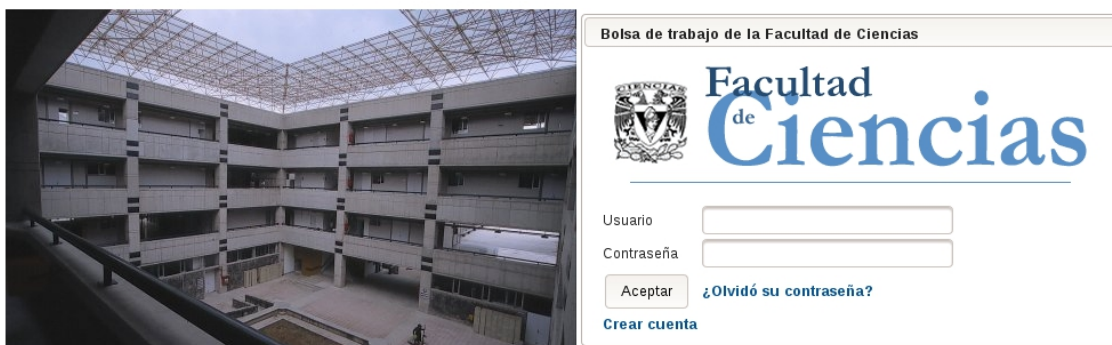 Bolsa de trabajo de la Facultad de Ciencias
CIENCIAS
Facultad
de
Ciencias
Usuario
Contraseña
Aceptar
¿Olvidó su contraseña?
Crear cuenta